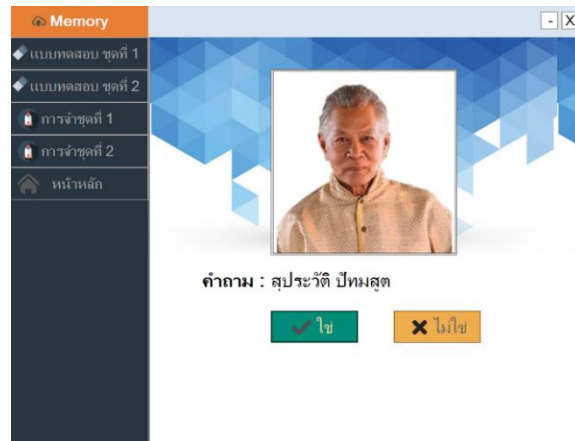 Memory
- X
แบบทดสอบ ชุดที่ 1
แบบทดสอบ ชุดที่ 2
การจำชุดที่ 1
การจำชุดที่ 2
หน้าหลัก
คำถาม : สุประวัติ ปัทมสูต
ใช่
ไม่ใช่